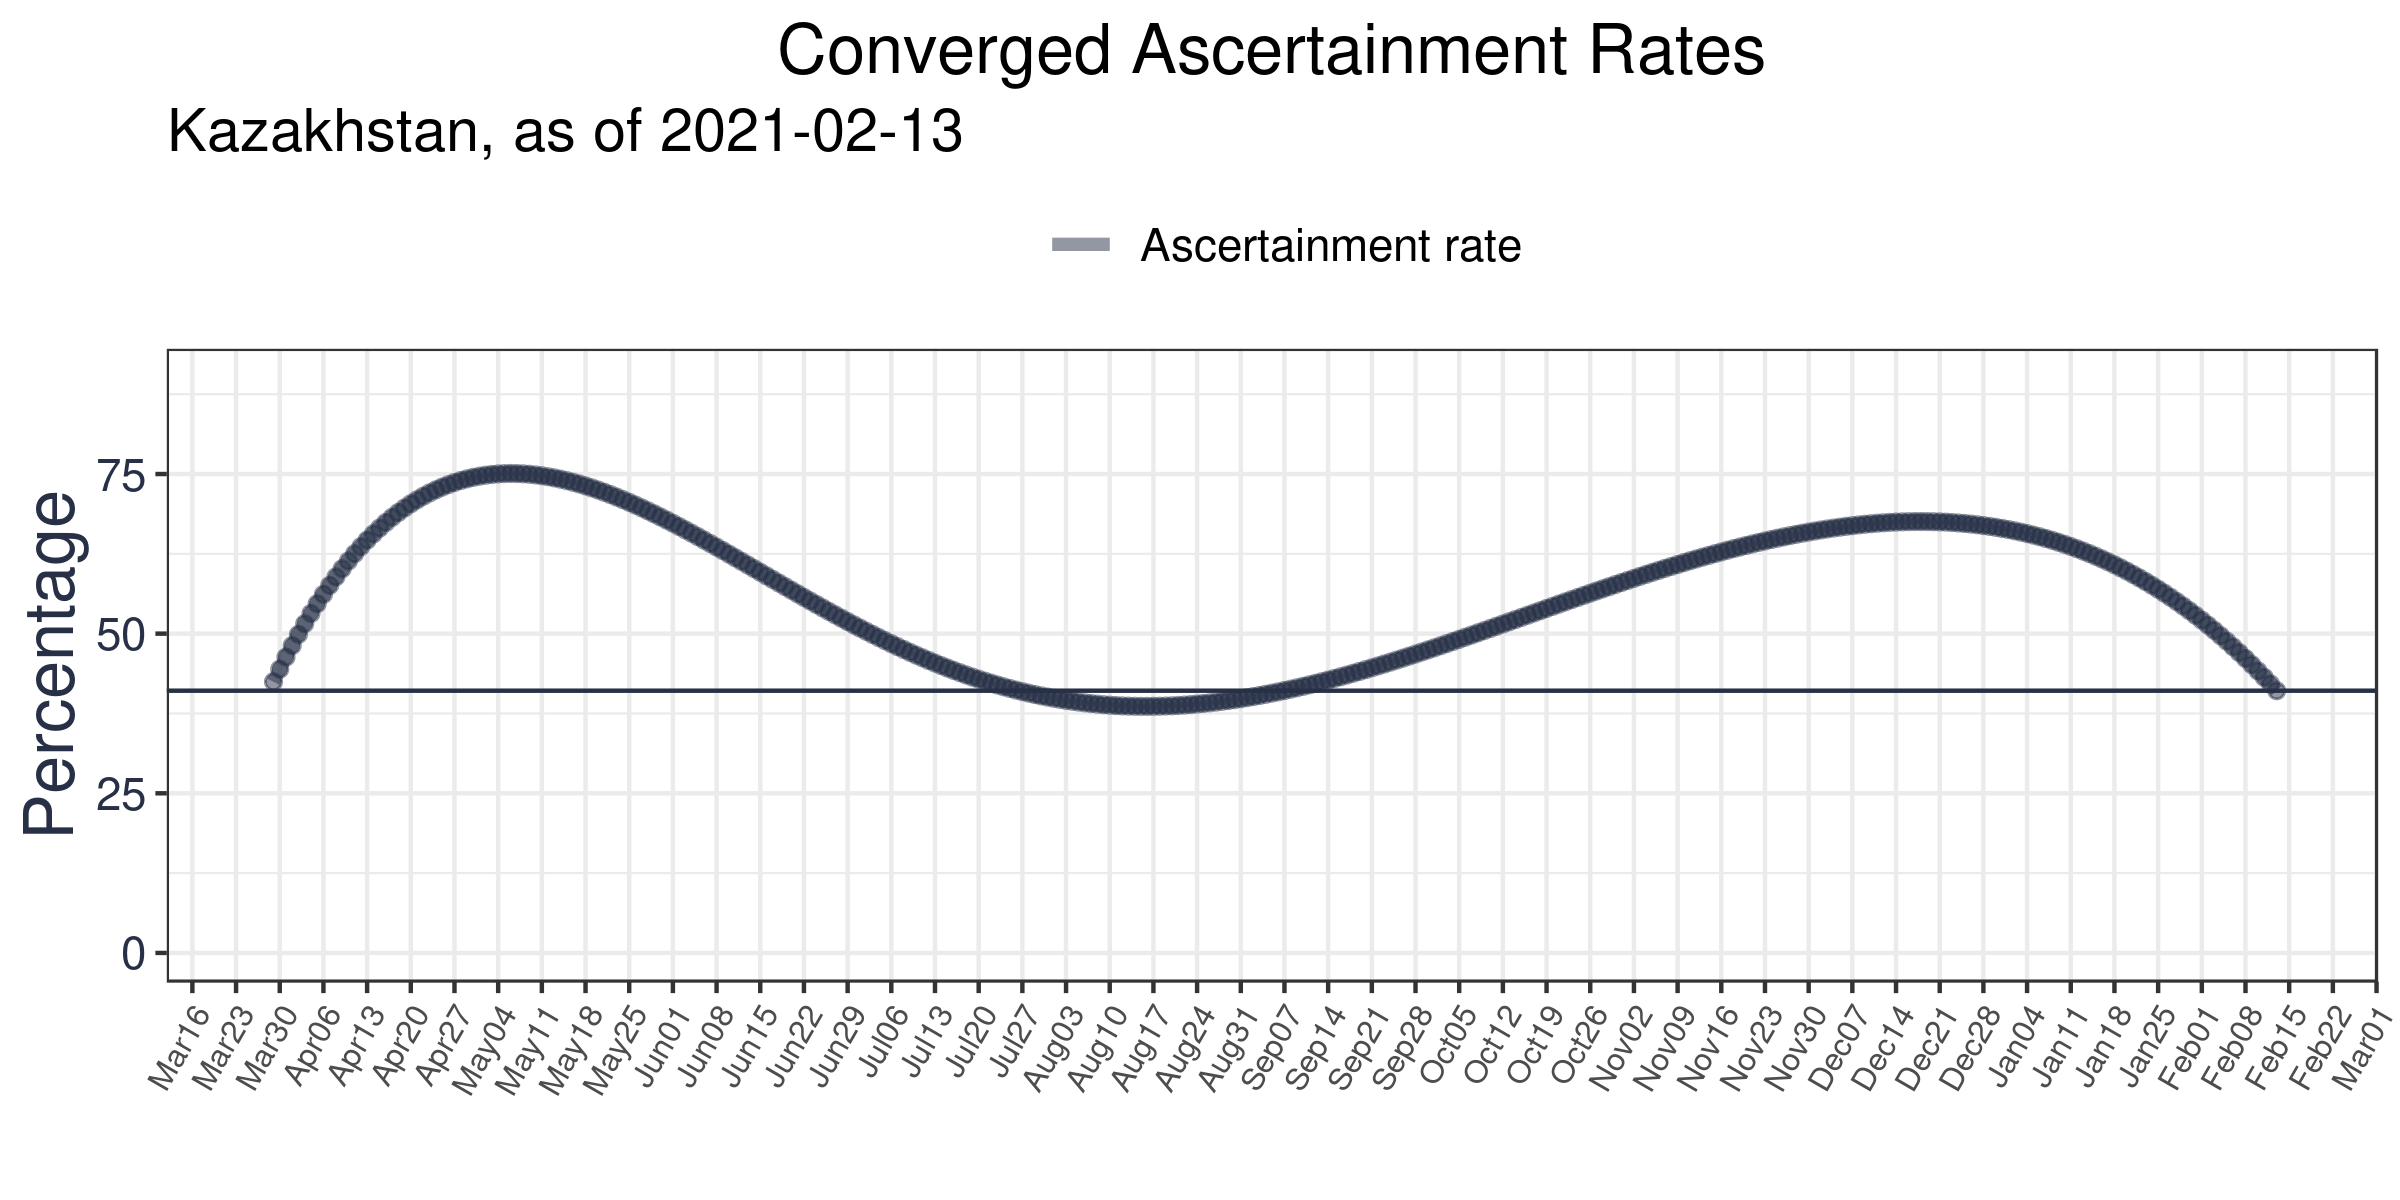 Converged Ascertainment Rates
Kazakhstan, as of 2021-02-13
Ascertainment rate
Percentage
75
50
25
0
Mar16 Mar23 Mar30 Apr06 Apr13 Apr20 Apr27 May04 May11 May18 May25 Jun01 Jun08 Jun15 Jun22 Jun29 Jul06 Jul13 Jul20 Jul27 Aug03 Aug10 Aug17 Aug24 Aug31 Sep07 Sep14 Sep21 Sep28 Oct05 Oct12 Oct19 Oct26 Nov02 Nov09 Nov16 Nov23 Nov30 Dec07 Dec14 Dec21 Dec28 Jan04 Jan11 Jan18 Jan25 Feb01 Feb08 Feb15 Feb22 Mar01